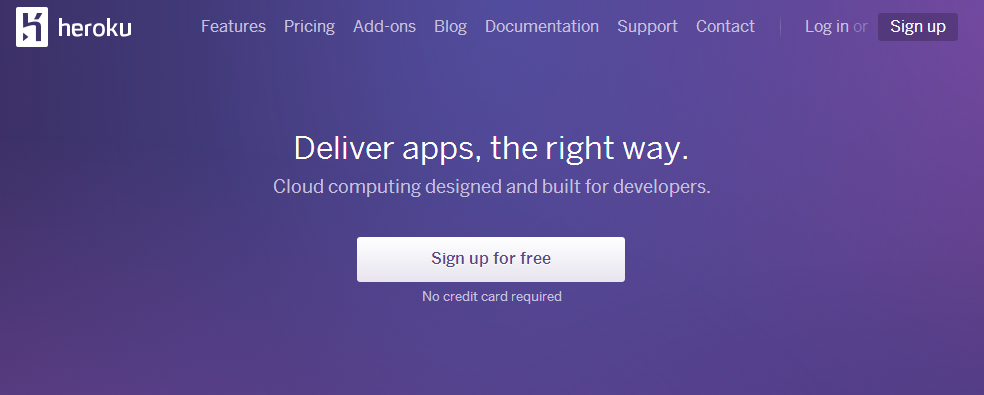 heroku Features Pricing Add-ons Blog Documentation Support Contact Log in or Sign up
Deliver apps, the right way.
Cloud computing designed and built for developers.
Sign up for free
No credit card required